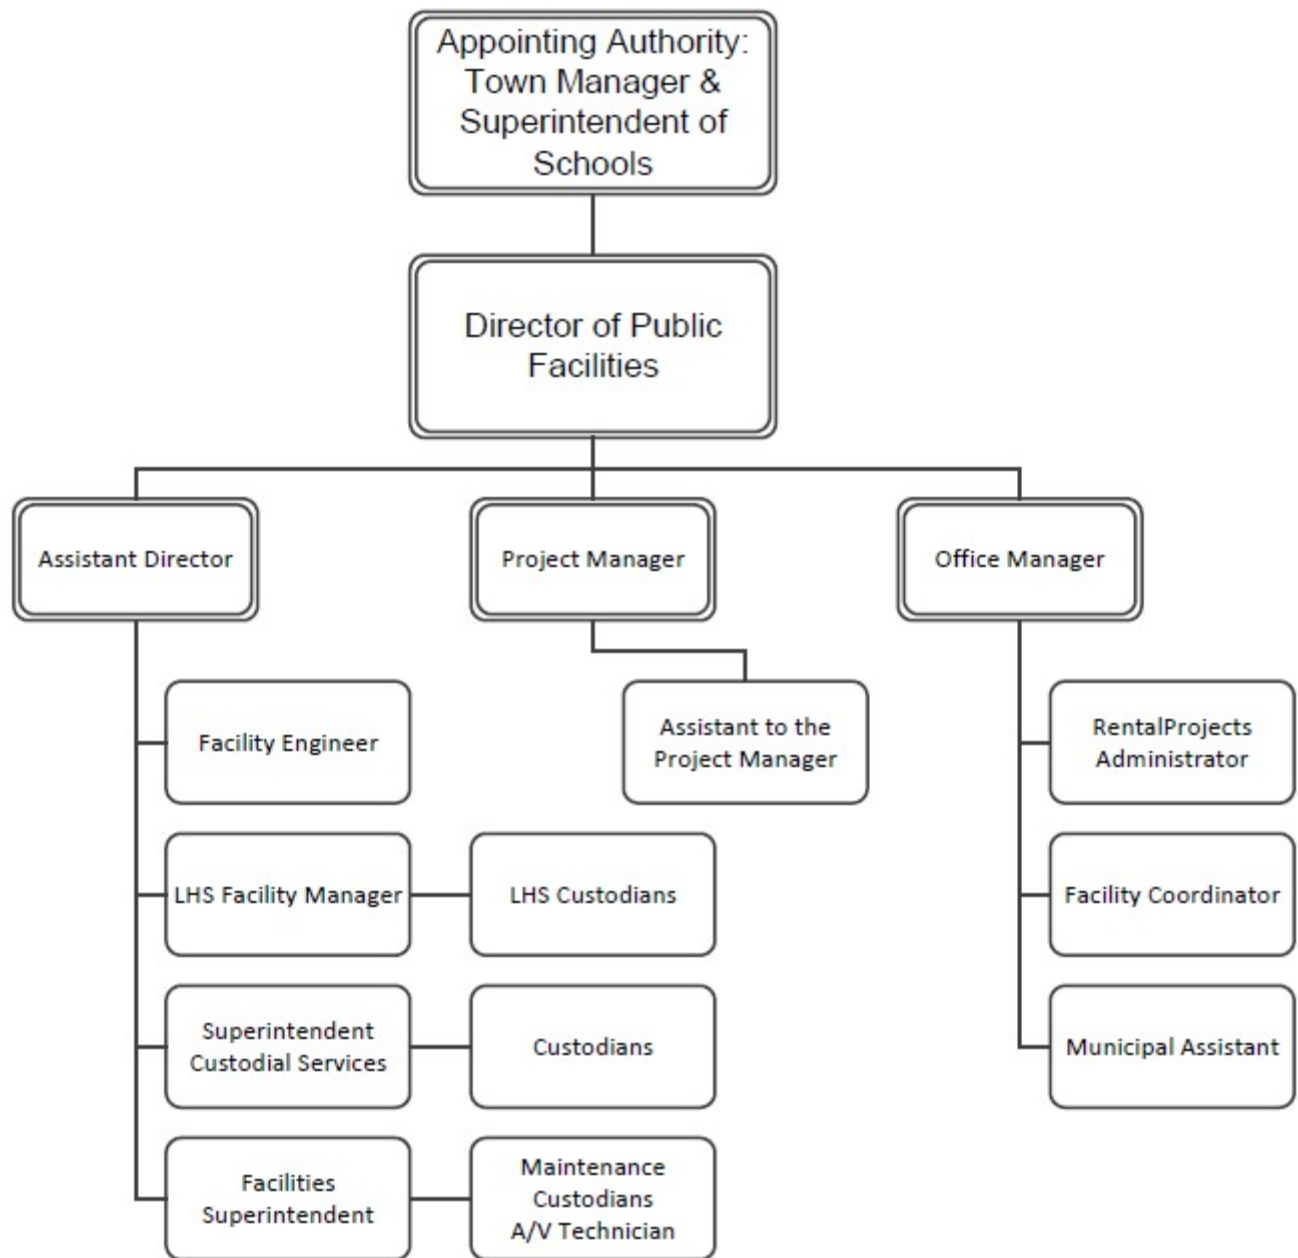 Appointing Authority:
Town Manager &
Superintendent of
Schools
Director of Public
Facilities
Assistant Director
Project Manager
Office Manager
Facility Engineer
Assistant to the
Project Manager
RentalProjects
Administrator
LHS Facility Manager
LHS Custodians
Facility Coordinator
Superintendent
Custodial Services
Custodians
Municipal Assistant
Facilities
Superintendent
Maintenance
Custodians
A/V Technician